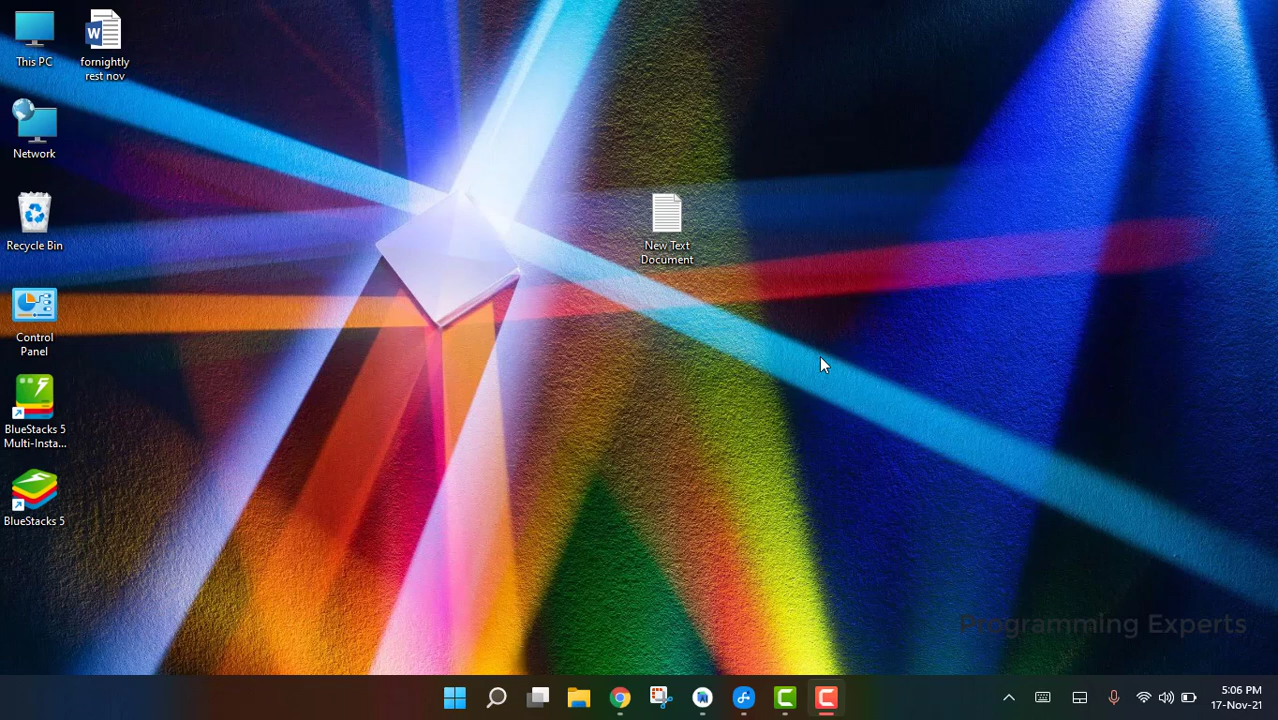 This PC
fornightly
rest nov
Network
Recycle Bin
New Text
Document
Control
Panel
BlueStacks 5
Multi-Insta...
BlueStacks 5
Programming Experts
5:06 PM
17-Nov-21